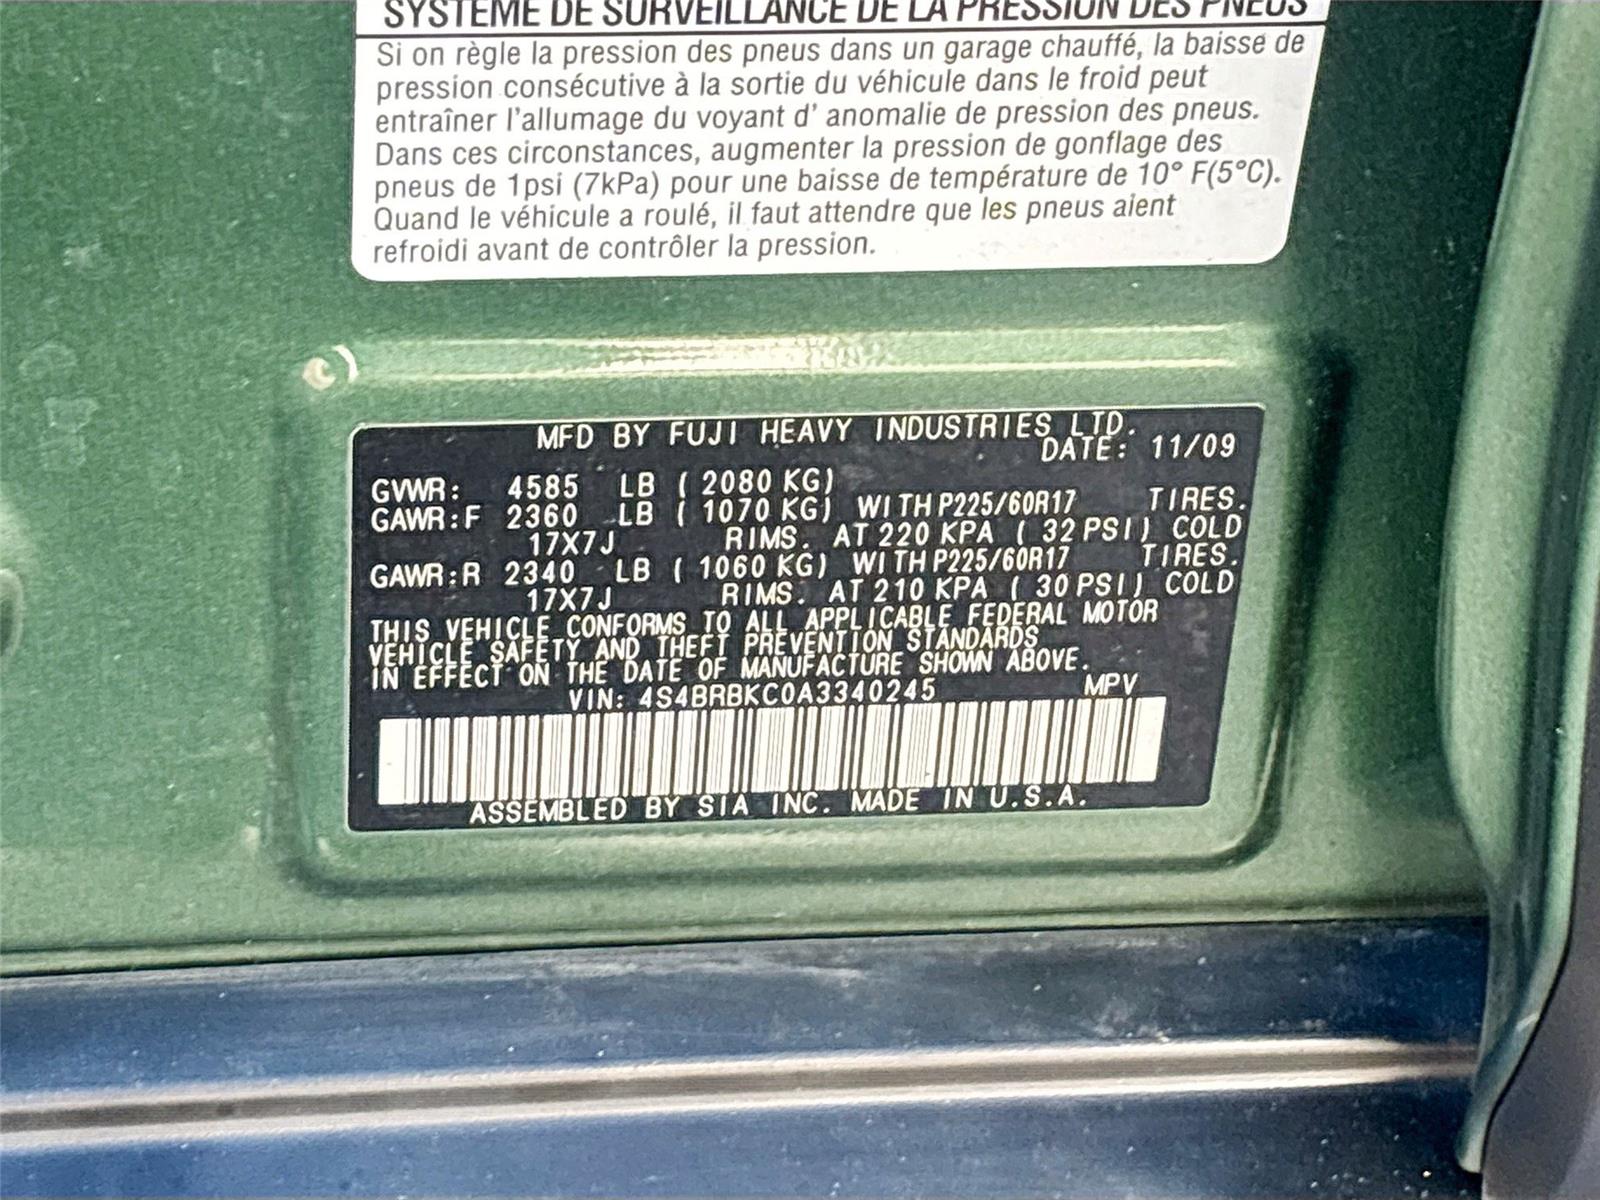 SYSTÈME DE SURVEILLANCE DE LA PRESSION DES PNEUS
Si on règle la pression des pneus dans un garage chauffé, la baisse de
pression consécutive à la sortie du véhicule dans le froid peut
entraîner l'allumage du voyant d' anomalie de pression des pneus.
Dans ces circonstances, augmenter la pression de gonflage des
pneus de 1psi (7kPa) pour une baisse de température de 10° F(5°C).
Quand le véhicule a roulé, il faut attendre que les pneus aient
refroidi avant de contrôler la pression.
MFD BY FUJI HEAVY INDUSTRIES LTD.
DATE: 11/09
GVWR: 4585 LB ( 2080 KG)
GAWR:F 2360 LB ( 1070 KG) WITH P225/60R17 TIRES.
17X7J RIMS. AT 220 KPA ( 32 PSI) COLD
GAWR:R 2340 LB ( 1060 KG) WITH P225/60R17 TIRES.
17X7J RIMS. AT 210 KPA ( 30 PSI) COLD
THIS VEHICLE CONFORMS TO ALL APPLICABLE FEDERAL MOTOR
VEHICLE SAFETY AND THEFT PREVENTION STANDARDS
IN EFFECT ON THE DATE OF MANUFACTURE SHOWN ABOVE.
VIN: 4S4BRBKC0A3340245 MPV
ASSEMBLED BY SIA INC. MADE IN U.S.A.